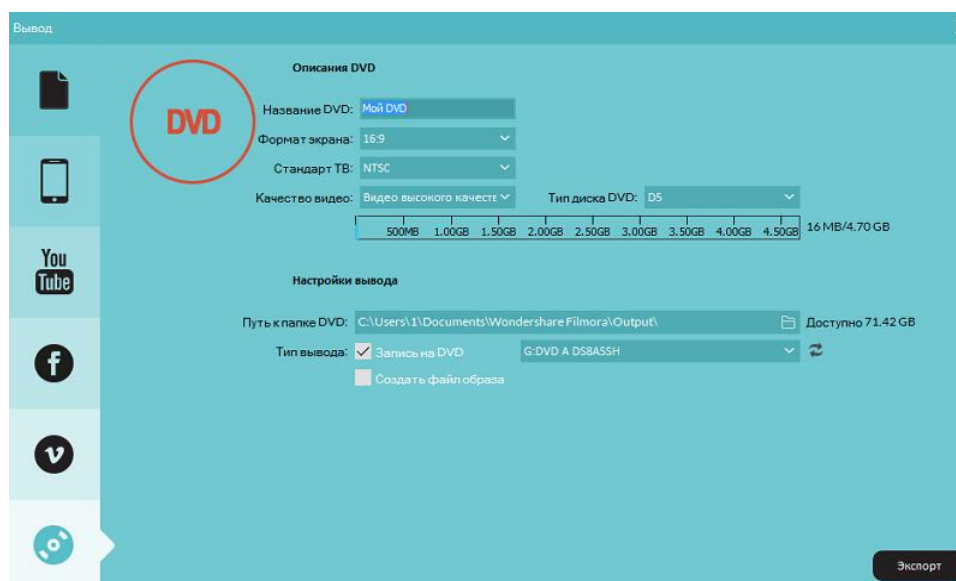 Вывод
Описания DVD
DVD
Название DVD: Мой DVD
Формат экрана: 16:9
Стандарт ТВ: NTSC
Качество видео: Видео высокого качеств Тип диска DVD: D5
500MB 1.00GB 1.50GB 2.00GB 2.50GB 3.00GB 3.50GB 4.00GB 4.50GB 16 MB/4.70 GB
You Tube
Настройки вывода
Путь к папке DVD: C:\Users\1\Documents\Wondershare Filmora\Output\ Доступно 71.42 GB
Тип вывода: Запись на DVD G:DVD A DS8A5SH
Создать файл образа
Экспорт